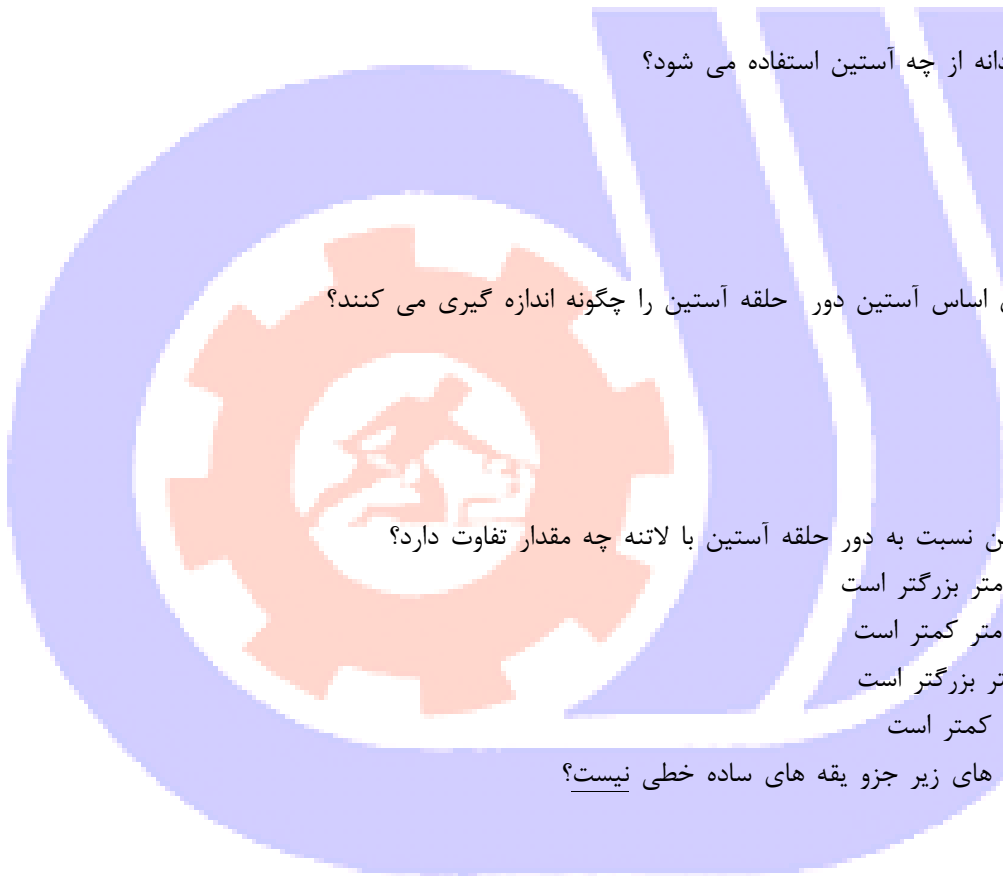 از چه آستین استفاده می شود؟
اساس آستین دور حلقه آستین را چگونه اندازه گیری می کنند؟
نسبت به دور حلقه آستین با لاتنه چه مقدار تفاوت دارد؟
متر بزرگتر است
متر کمتر است
بزرگتر است
کمتر است
های زیر جزو یقه های ساده خطی نیست؟